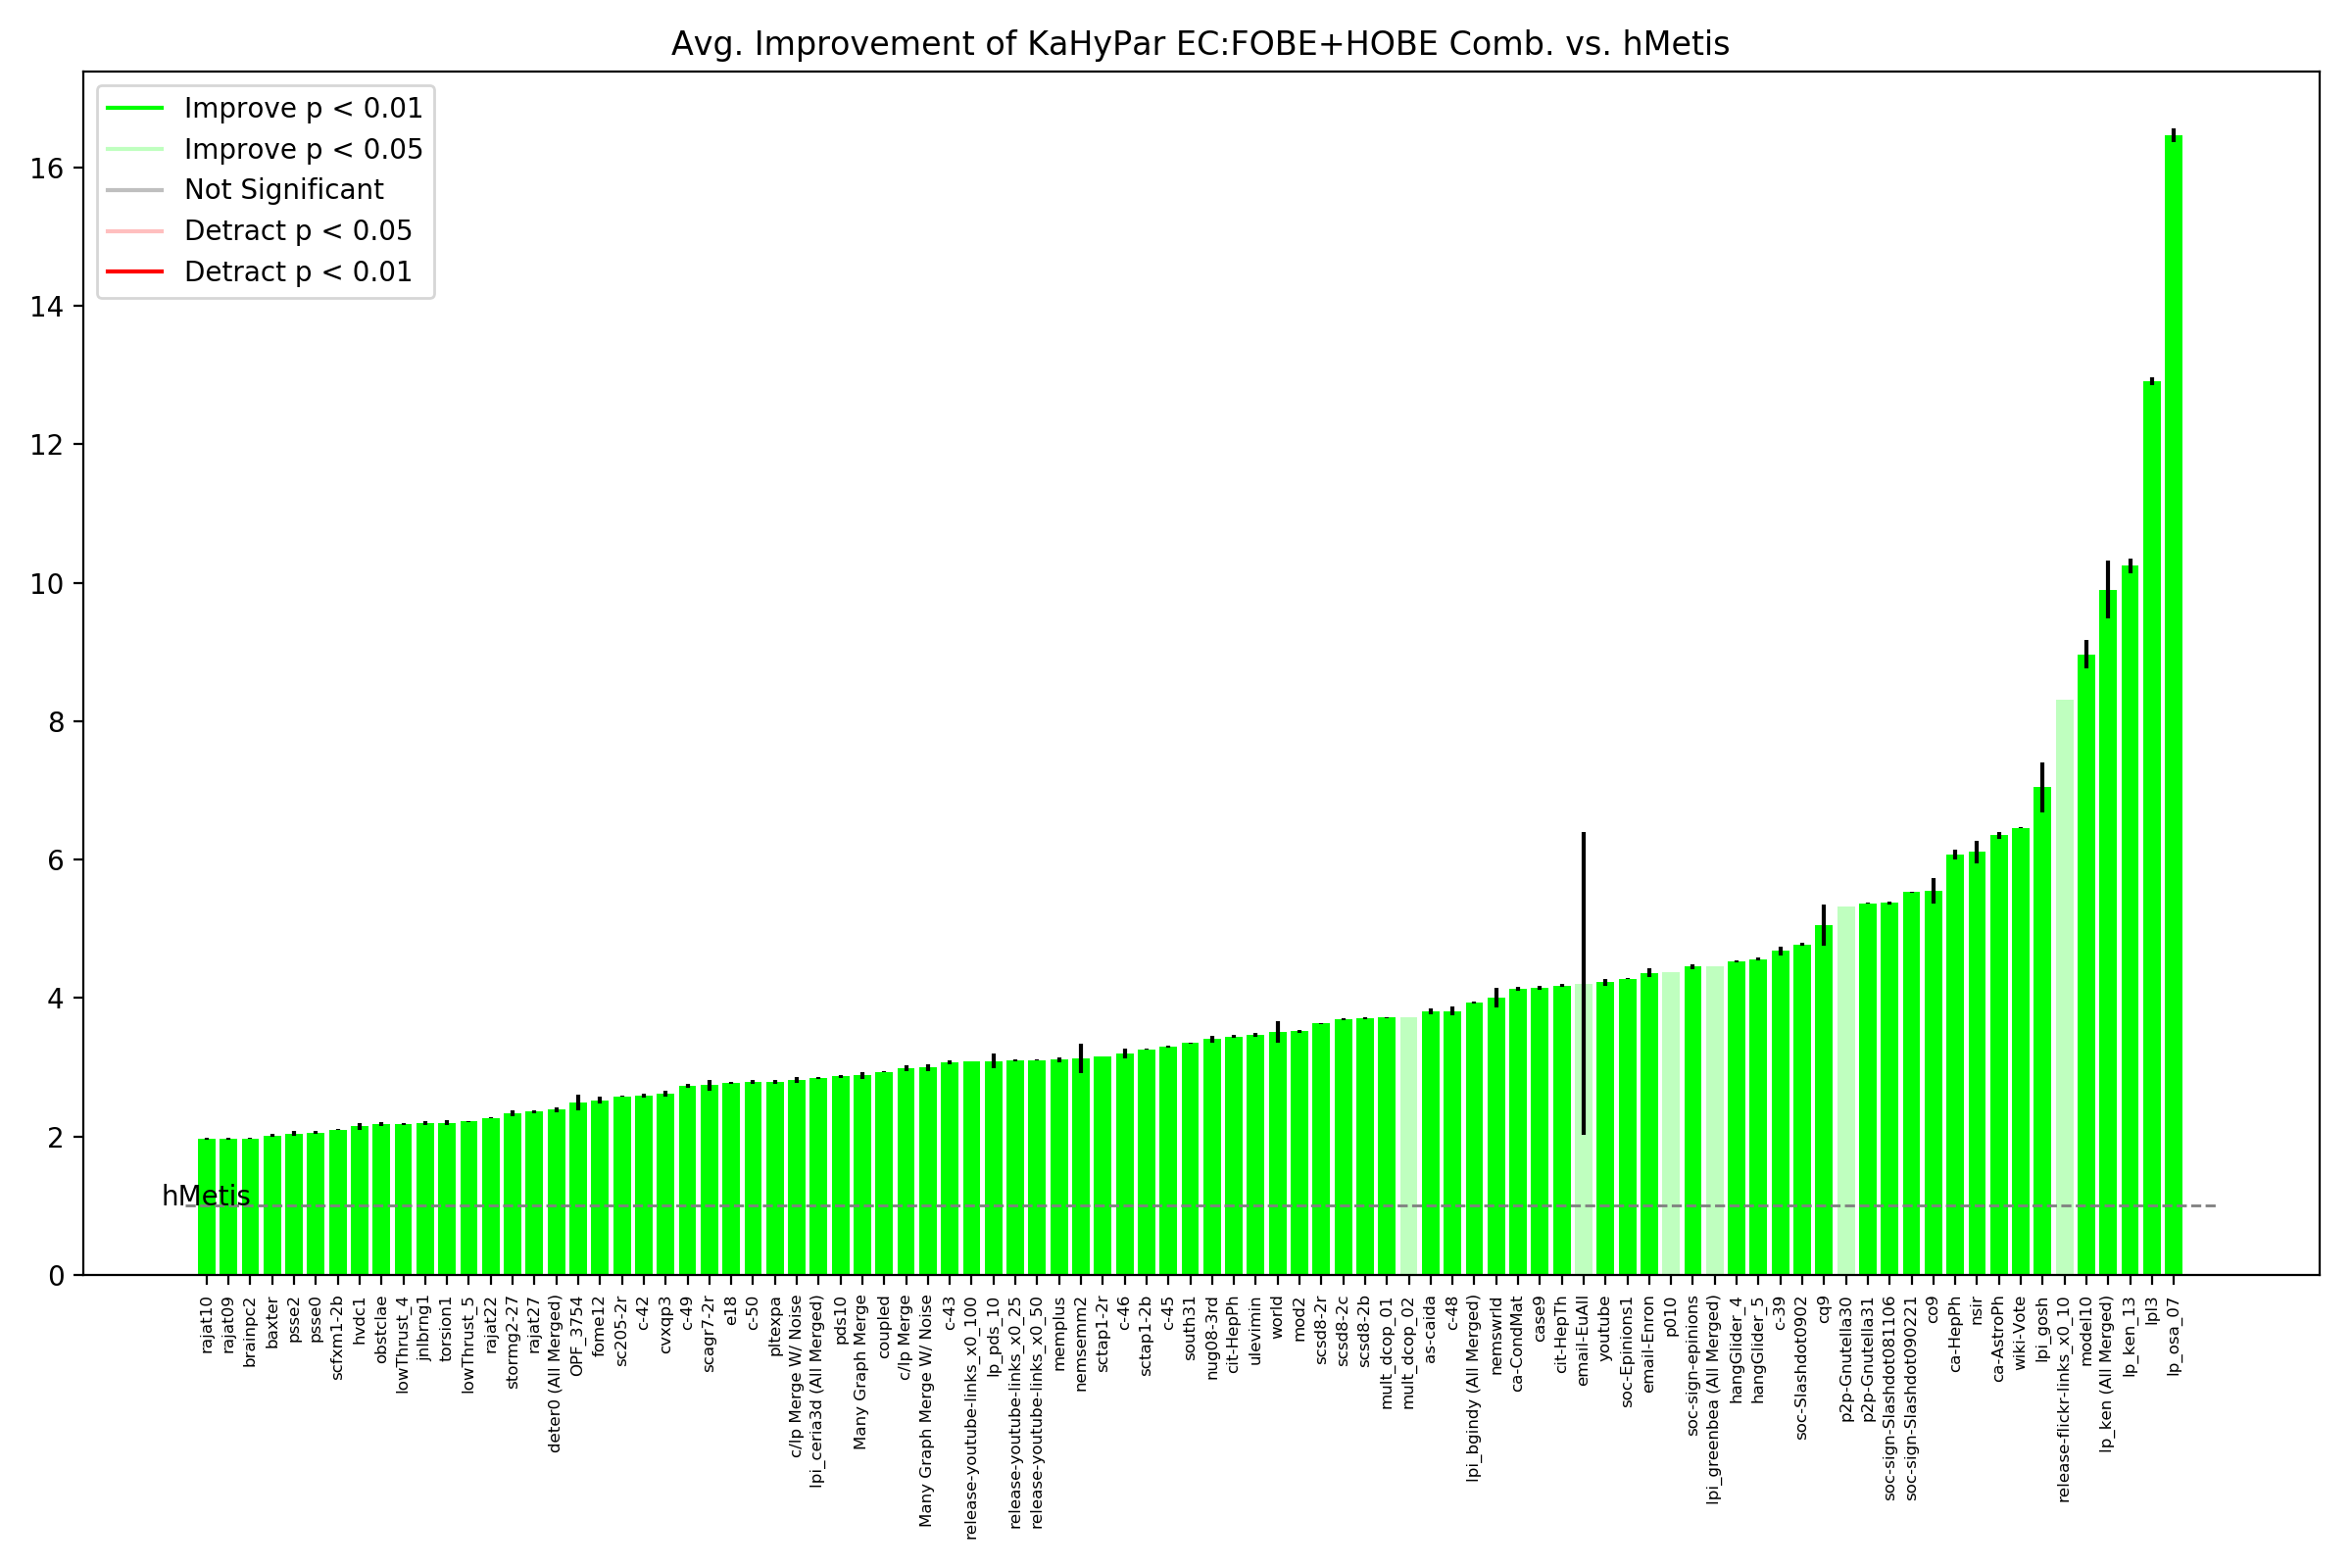 Avg. Improvement of KaHyPar EC:FOBE+HOBE Comb. vs. hMetis
Improve p < 0.01
Improve p < 0.05
Not Significant
Detract p < 0.05
Detract p < 0.01
16
14
12
10
8
6
4
2
0
hMetis
rajat10
rajat09
brainpc2
baxter
psse2
psse0
scfxm1-2b
hvdc1
obstclae
lowThrust_4
jnlbrng1
torsion1
lowThrust_5
rajat22
stormg2-27
rajat27
deter0 (All Merged)
OPF_3754
fome12
sc205-2r
c-42
cvxqp3
c-49
scagr7-2r
e18
c-50
pltexpa
c/lp Merge W/ Noise
lpi_ceria3d (All Merged)
pds10
Many Graph Merge
coupled
c/lp Merge
Many Graph Merge W/ Noise
c-43
release-youtube-links_x0_100
lp_pds_10
release-youtube-links_x0_25
release-youtube-links_x0_50
memplus
nemsemm2
sctap1-2r
c-46
sctap1-2b
c-45
south31
nug08-3rd
cit-HepPh
ulevimin
world
mod2
scsd8-2r
scsd8-2c
scsd8-2b
mult_dcop_01
mult_dcop_02
as-caida
c-48
lpi_bgindy (All Merged)
nemswrld
ca-CondMat
case9
cit-HepTh
email-EuAll
youtube
soc-Epinions1
email-Enron
p010
soc-sign-epinions
lpi_greenbea (All Merged)
hangGlider_4
hangGlider_5
c-39
soc-Slashdot0902
cq9
p2p-Gnutella30
p2p-Gnutella31
soc-sign-Slashdot081106
soc-sign-Slashdot090221
co9
ca-HepPh
nsir
ca-AstroPh
wiki-Vote
lpi_gosh
release-flickr-links_x0_10
model10
lp_ken (All Merged)
lp_ken_13
lpl3
lp_osa_07